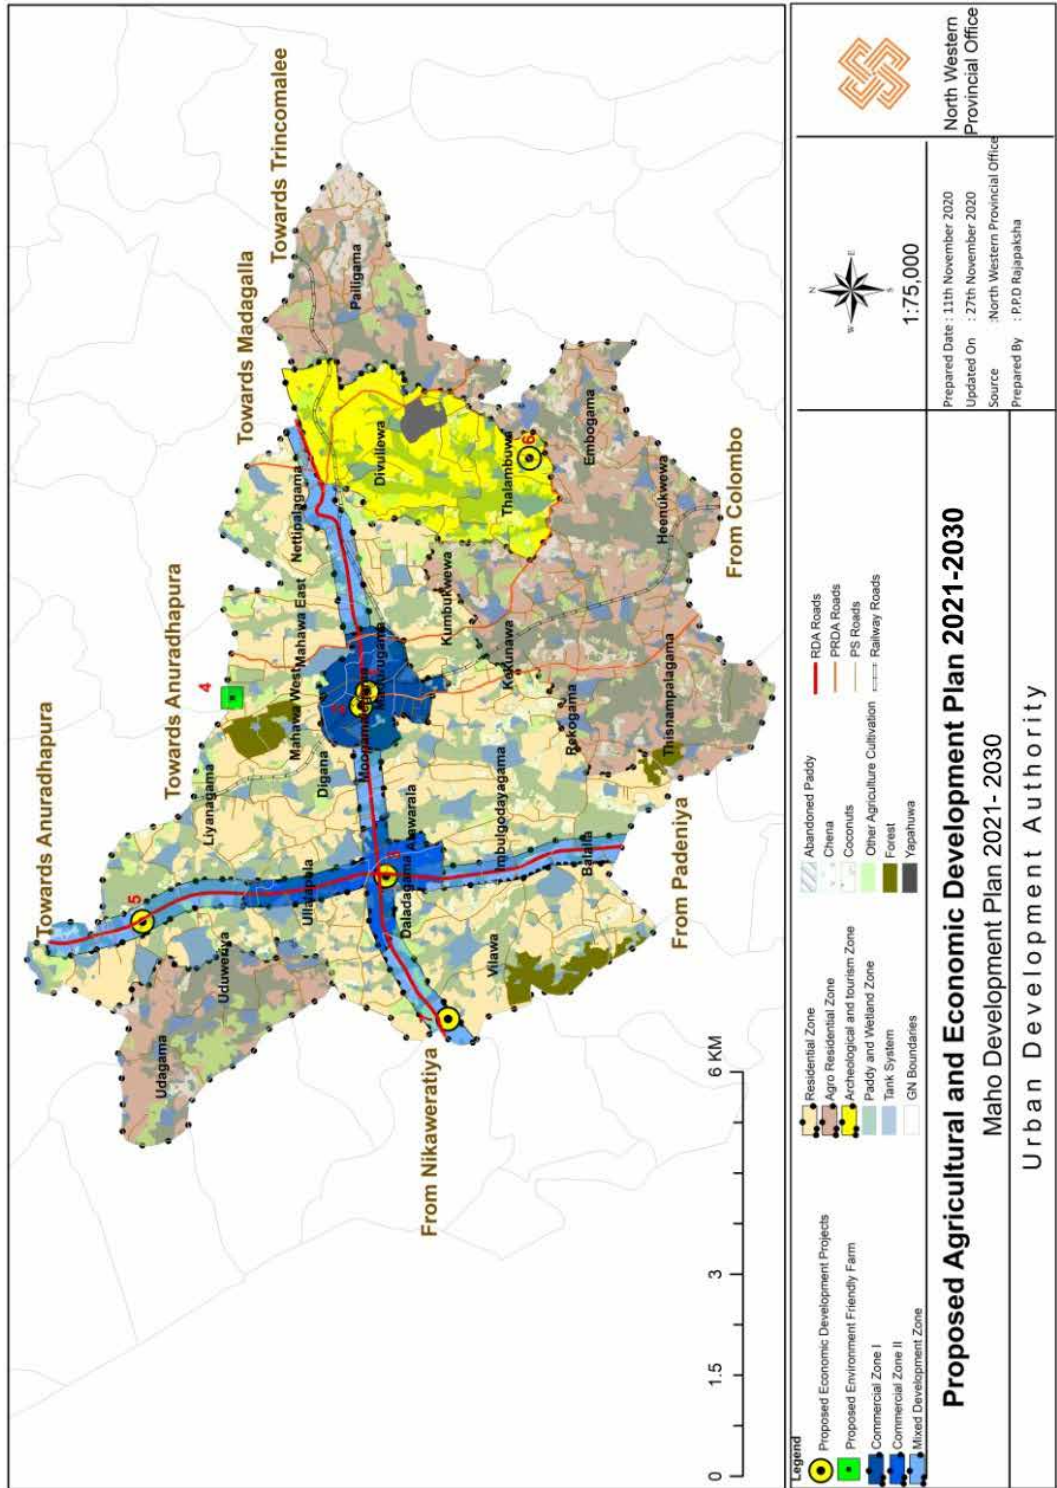 Towards Anuradhapura
Towards Anuradhapura
Towards Madagalla
Towards Trincomalee
From Nikaweratiya
From Padeniya
From Colombo
Udagama
Uduweriya
5
Ullalapola
Liyanagama
4
Digana
Mahawa West
Mahawa East
Nettipalagama
Divullewa
Palligama
Vilawa
Daladagama
Imbulgodayagama
Batalla
Kumbukwewa
Kekunawa
Rekogama
Thisnampalagama
Thalambuwa
6
Embogama
Heenukwewa
0 1.5 3 6 KM
Legend
Proposed Economic Development Projects
Proposed Environment Friendly Farm
Commercial Zone I
Commercial Zone II
Mixed Development Zone
Residential Zone
Agro Residential Zone
Archeological and tourism Zone
Paddy and Wetland Zone
Tank System
GN Boundaries
Abandoned Paddy
Chena
Coconuts
Other Agriculture Cultivation
Forest
Yapahuwa
RDA Roads
PRDA Roads
PS Roads
Railway Roads
N
W E
S
1:75,000
North Western
Provincial Office
Prepared Date : 11th November 2020
Updated On : 27th November 2020
Source :North Western Provincial Office
Prepared By : P.P.D Rajapaksha
Proposed Agricultural and Economic Development Plan 2021-2030
Maho Development Plan 2021- 2030
Urban Development Authority